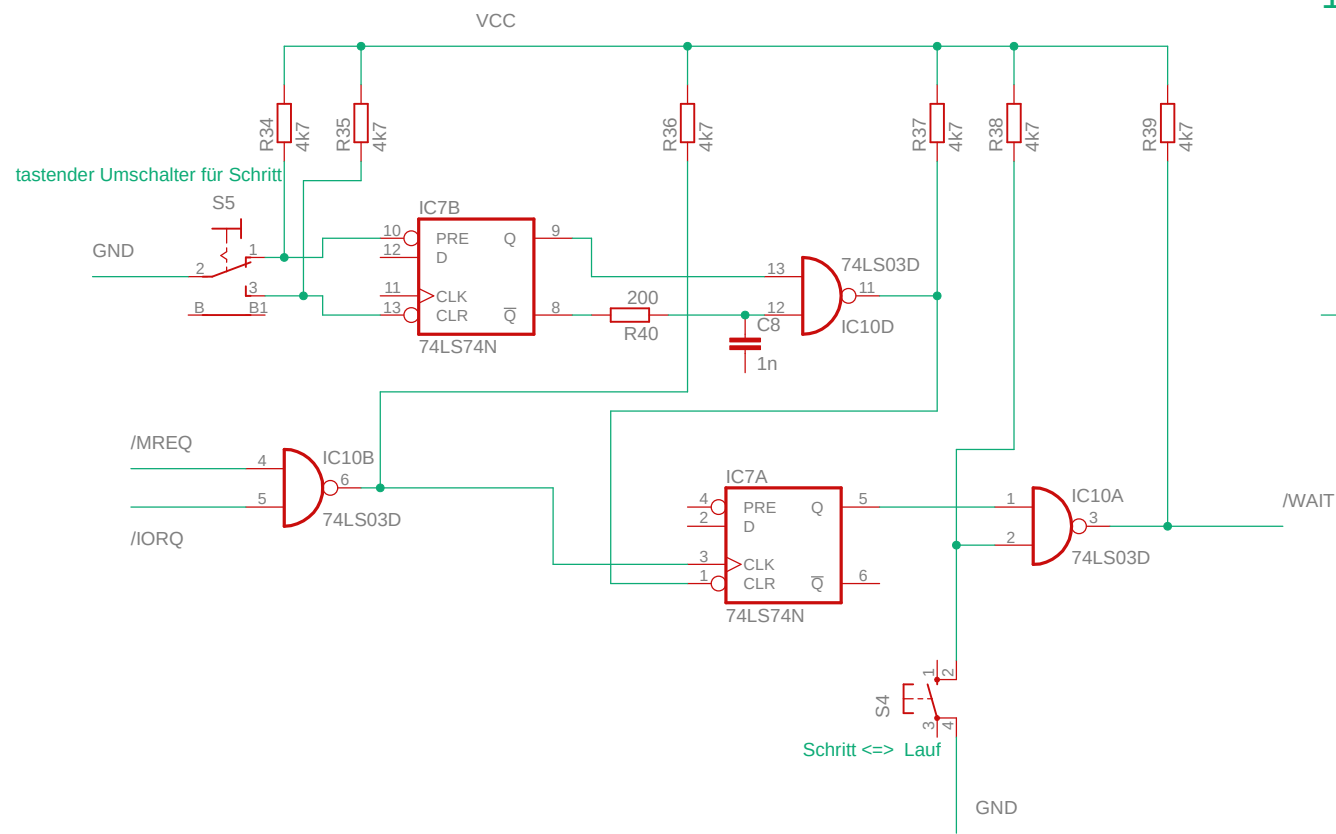 VCC
R34
4k7
R35
4k7
R36
4k7
R37
4k7
R38
4k7
R39
4k7
tastender Umschalter für Schritt
S5
GND
2
1
3
B
B1
IC7B
10
12
11
13
PRE
D
CLK
CLR
Q
Q
9
8
74LS74N
200
R40
C8
1n
13
12
11
74LS03D
IC10D
/MREQ
/IORQ
4
5
6
IC10B
74LS03D
IC7A
4
2
3
1
PRE
D
CLK
CLR
Q
Q
5
6
74LS74N
1
2
3
IC10A
74LS03D
/WAIT
S4
1
2
3
4
Schritt <=> Lauf
GND